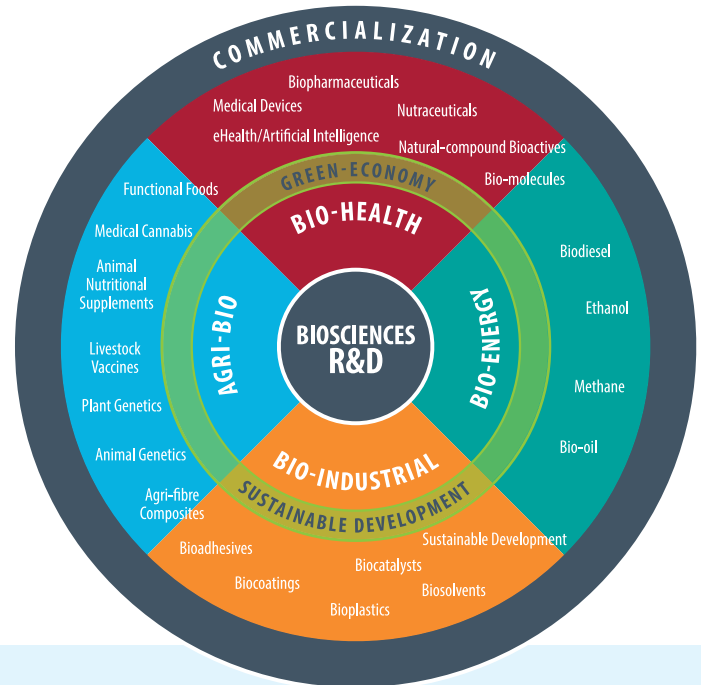 COMMERCIALIZATION
Biopharmaceuticals
Medical Devices
Nutraceuticals
eHealth/Artificial Intelligence
Natural-compound Bioactives
Bio-molecules
GREEN-ECONOMY
BIO-HEALTH
Functional Foods
Medical Cannabis
Animal
Nutritional
Supplements
Livestock
Vaccines
Plant Genetics
Animal Genetics
Agri-fibre
Composites
AGRI-BIO
BIOSCIENCES
R&D
BIO-ENERGY
Biodiesel
Ethanol
Methane
Bio-oil
BIO-INDUSTRIAL
SUSTAINABLE DEVELOPMENT
Sustainable Development
Bioadhesives
Biocatalysts
Biocoatings
Biosolvents
Bioplastics